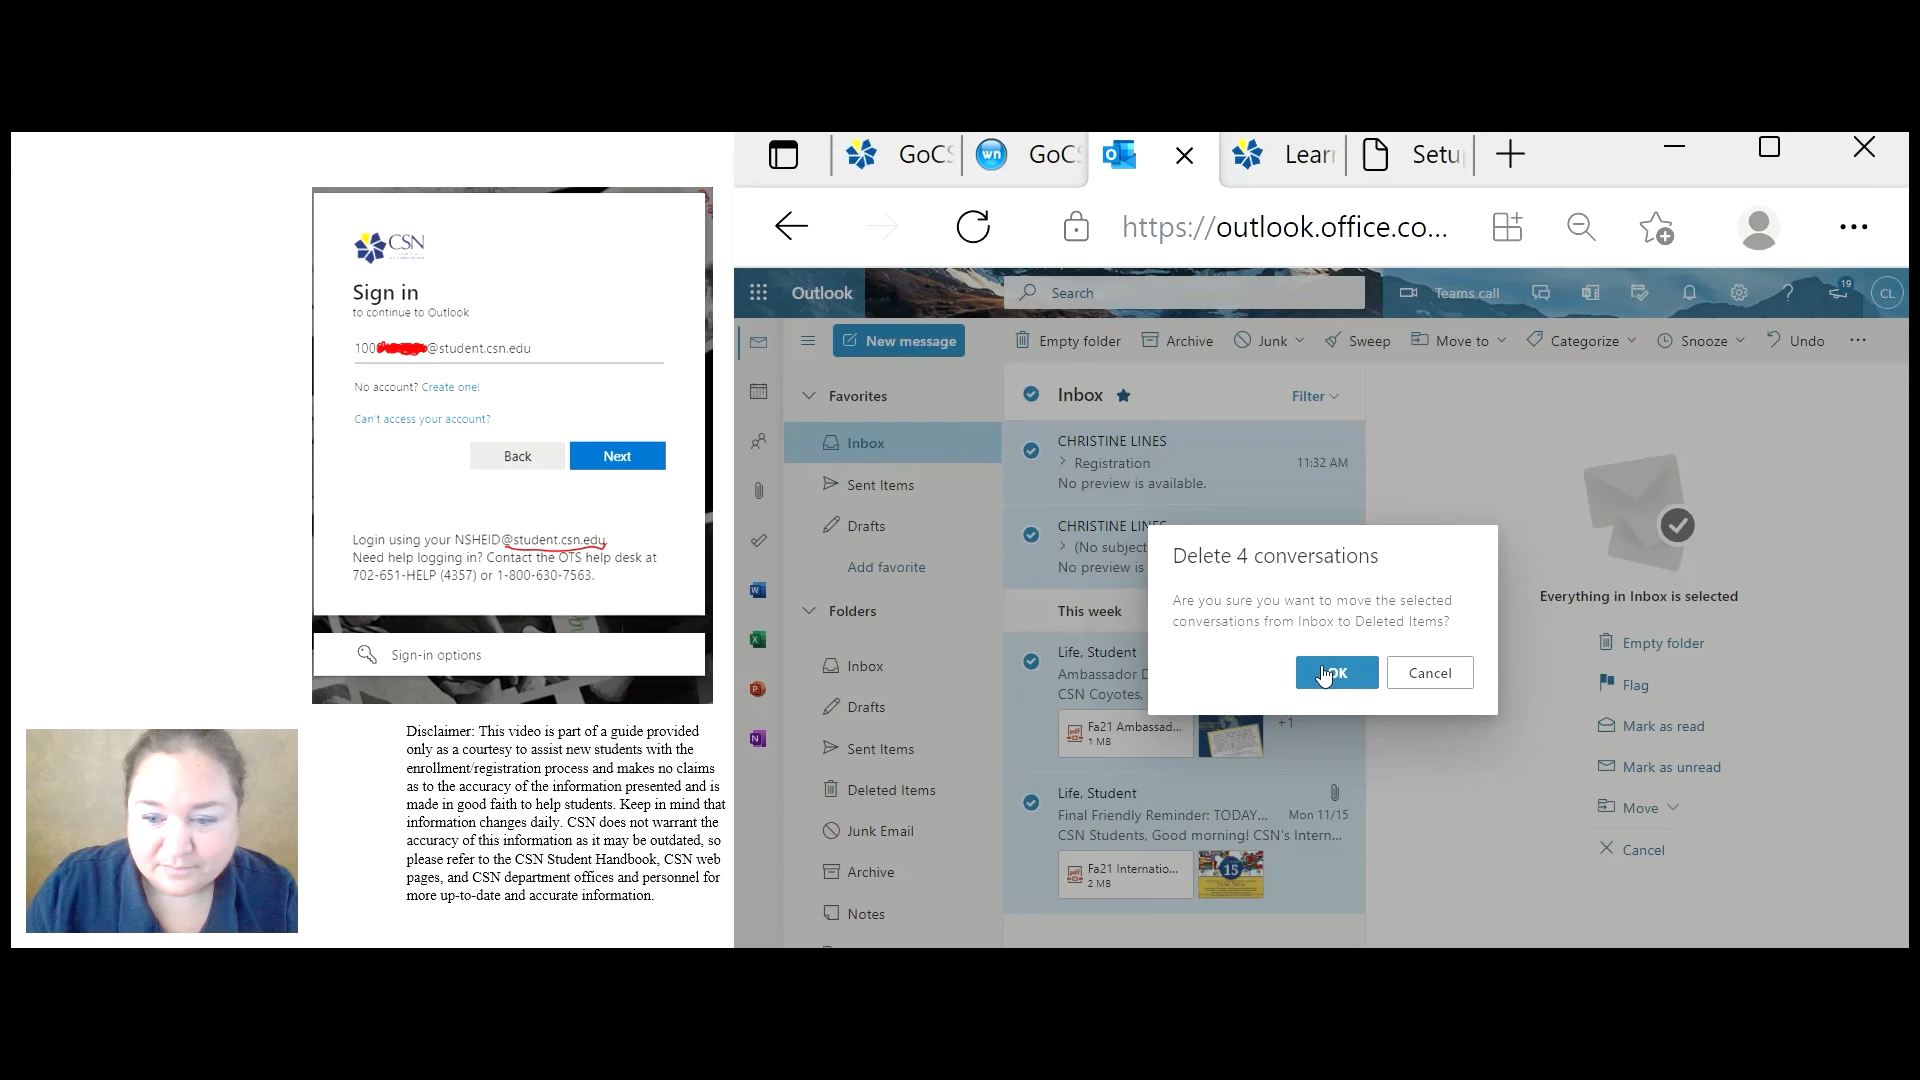 CSN
Sign in
to continue to Outlook
@student.csn.edu
No account? Create one!
Can't access your account?
Back
Next
Login using your NSHEID@student.csn.edu.
Need help logging in? Contact the OTS help desk at
702-651-HELP (4357) or 1-800-630-7563.
Sign-in options
Disclaimer: This video is part of a guide provided
only as a courtesy to assist new students with the
enrollment/registration process and makes no claims
as to the accuracy of the information presented and is
made in good faith to help students. Keep in mind that
information changes daily. CSN does not warrant the
accuracy of this information as it may be outdated, so
please refer to the CSN Student Handbook, CSN web
pages, and CSN department offices and personnel for
more up-to-date and accurate information.
GoCS
wn
GoCS
Lear
Setu
https://outlook.office.co...
Outlook
Search
Teams call
19
CL
New message
Empty folder
Archive
Junk
Sweep
Move to
Categorize
Snooze
Undo
Favorites
Inbox
Sent Items
Drafts
Add favorite
Folders
Inbox
Drafts
Sent Items
Deleted Items
Junk Email
Archive
Notes
Inbox
Filter
CHRISTINE LINES
Registration
11:32 AM
No preview is available.
CHRISTINE LINES
(No subject
No preview is
This week
Life, Student
Ambassador D
CSN Coyotes,
Fa21 Ambassad...
1 MB
+1
Life, Student
Final Friendly Reminder: TODAY...
Mon 11/15
CSN Students, Good morning! CSN's Intern...
Fa21 Internatio...
2 MB
15
Delete 4 conversations
Are you sure you want to move the selected
conversations from Inbox to Deleted Items?
OK
Cancel
Everything in Inbox is selected
Empty folder
Flag
Mark as read
Mark as unread
Move
Cancel